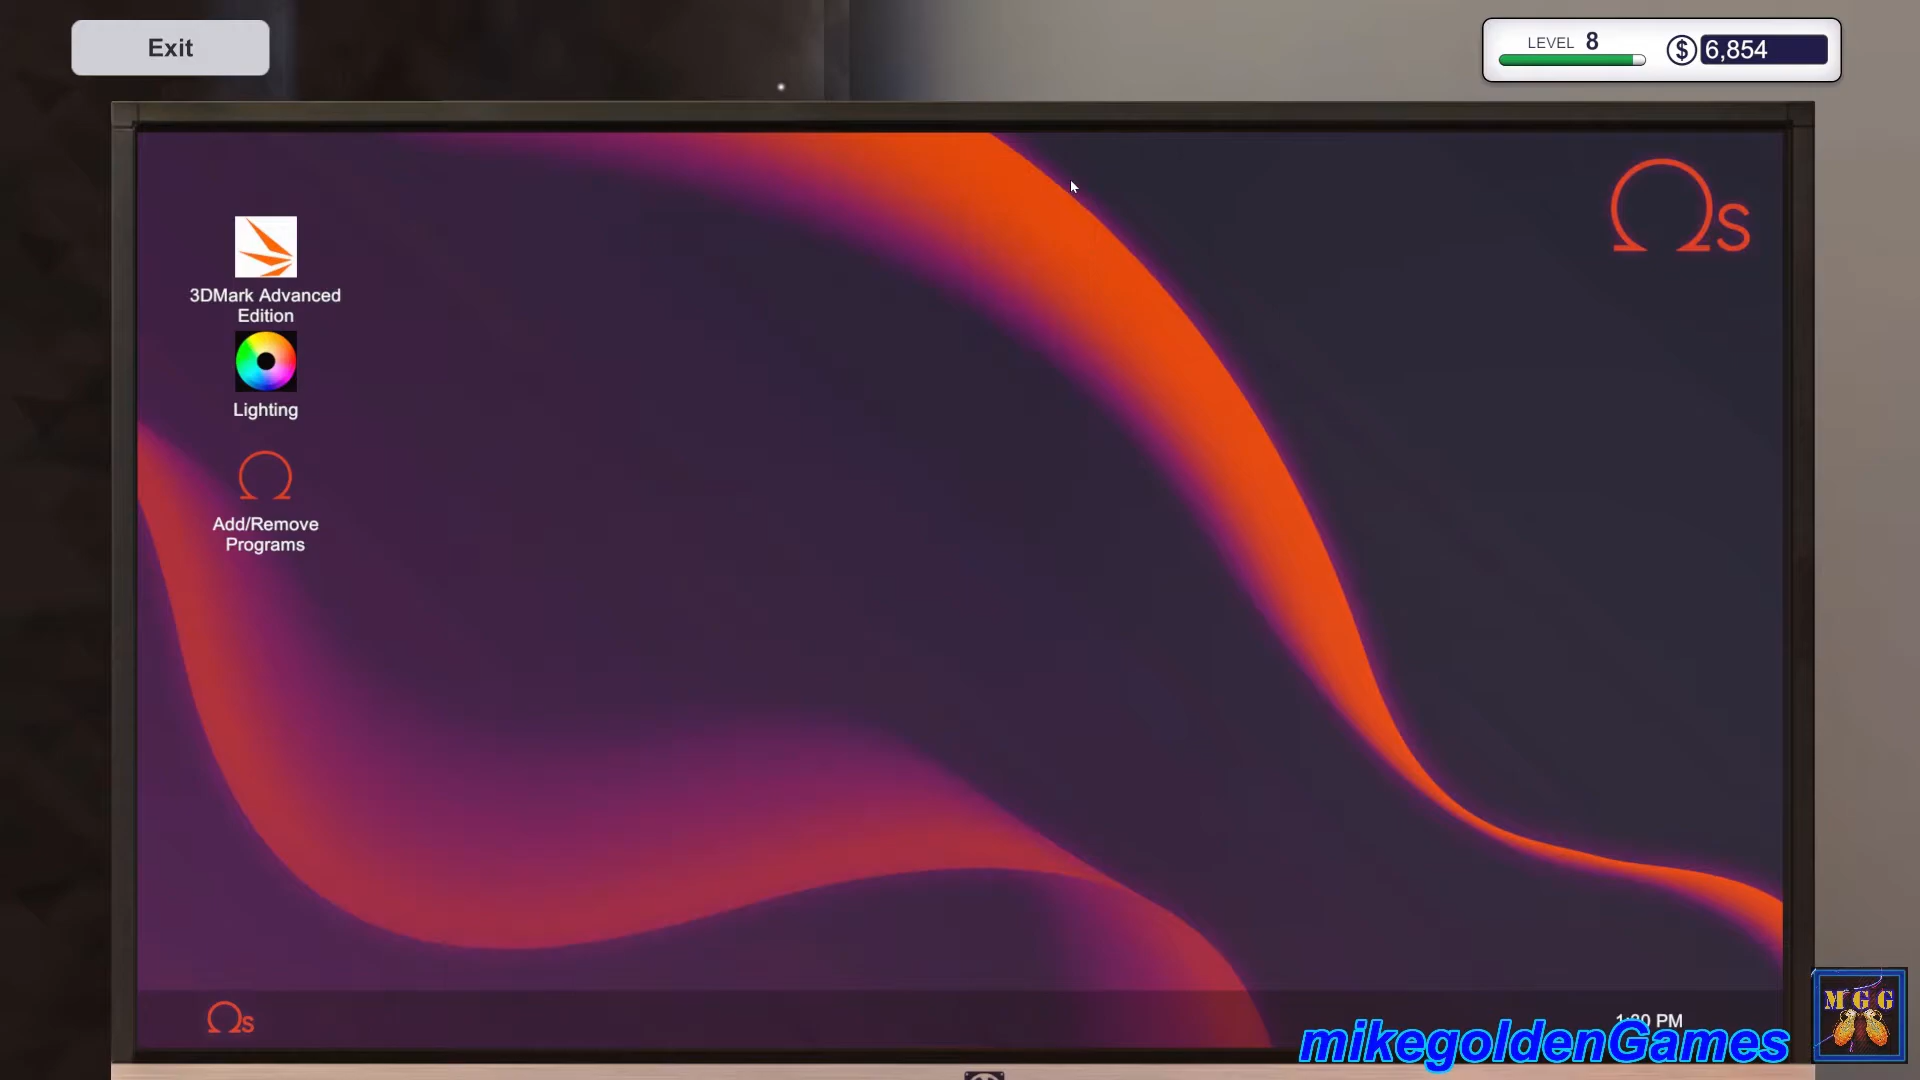 Exit
LEVEL 8
$ 6,854
Ωs
3DMark Advanced
Edition
Lighting
Add/Remove
Programs
Ωs
PM
mikegoldenGames
MGG